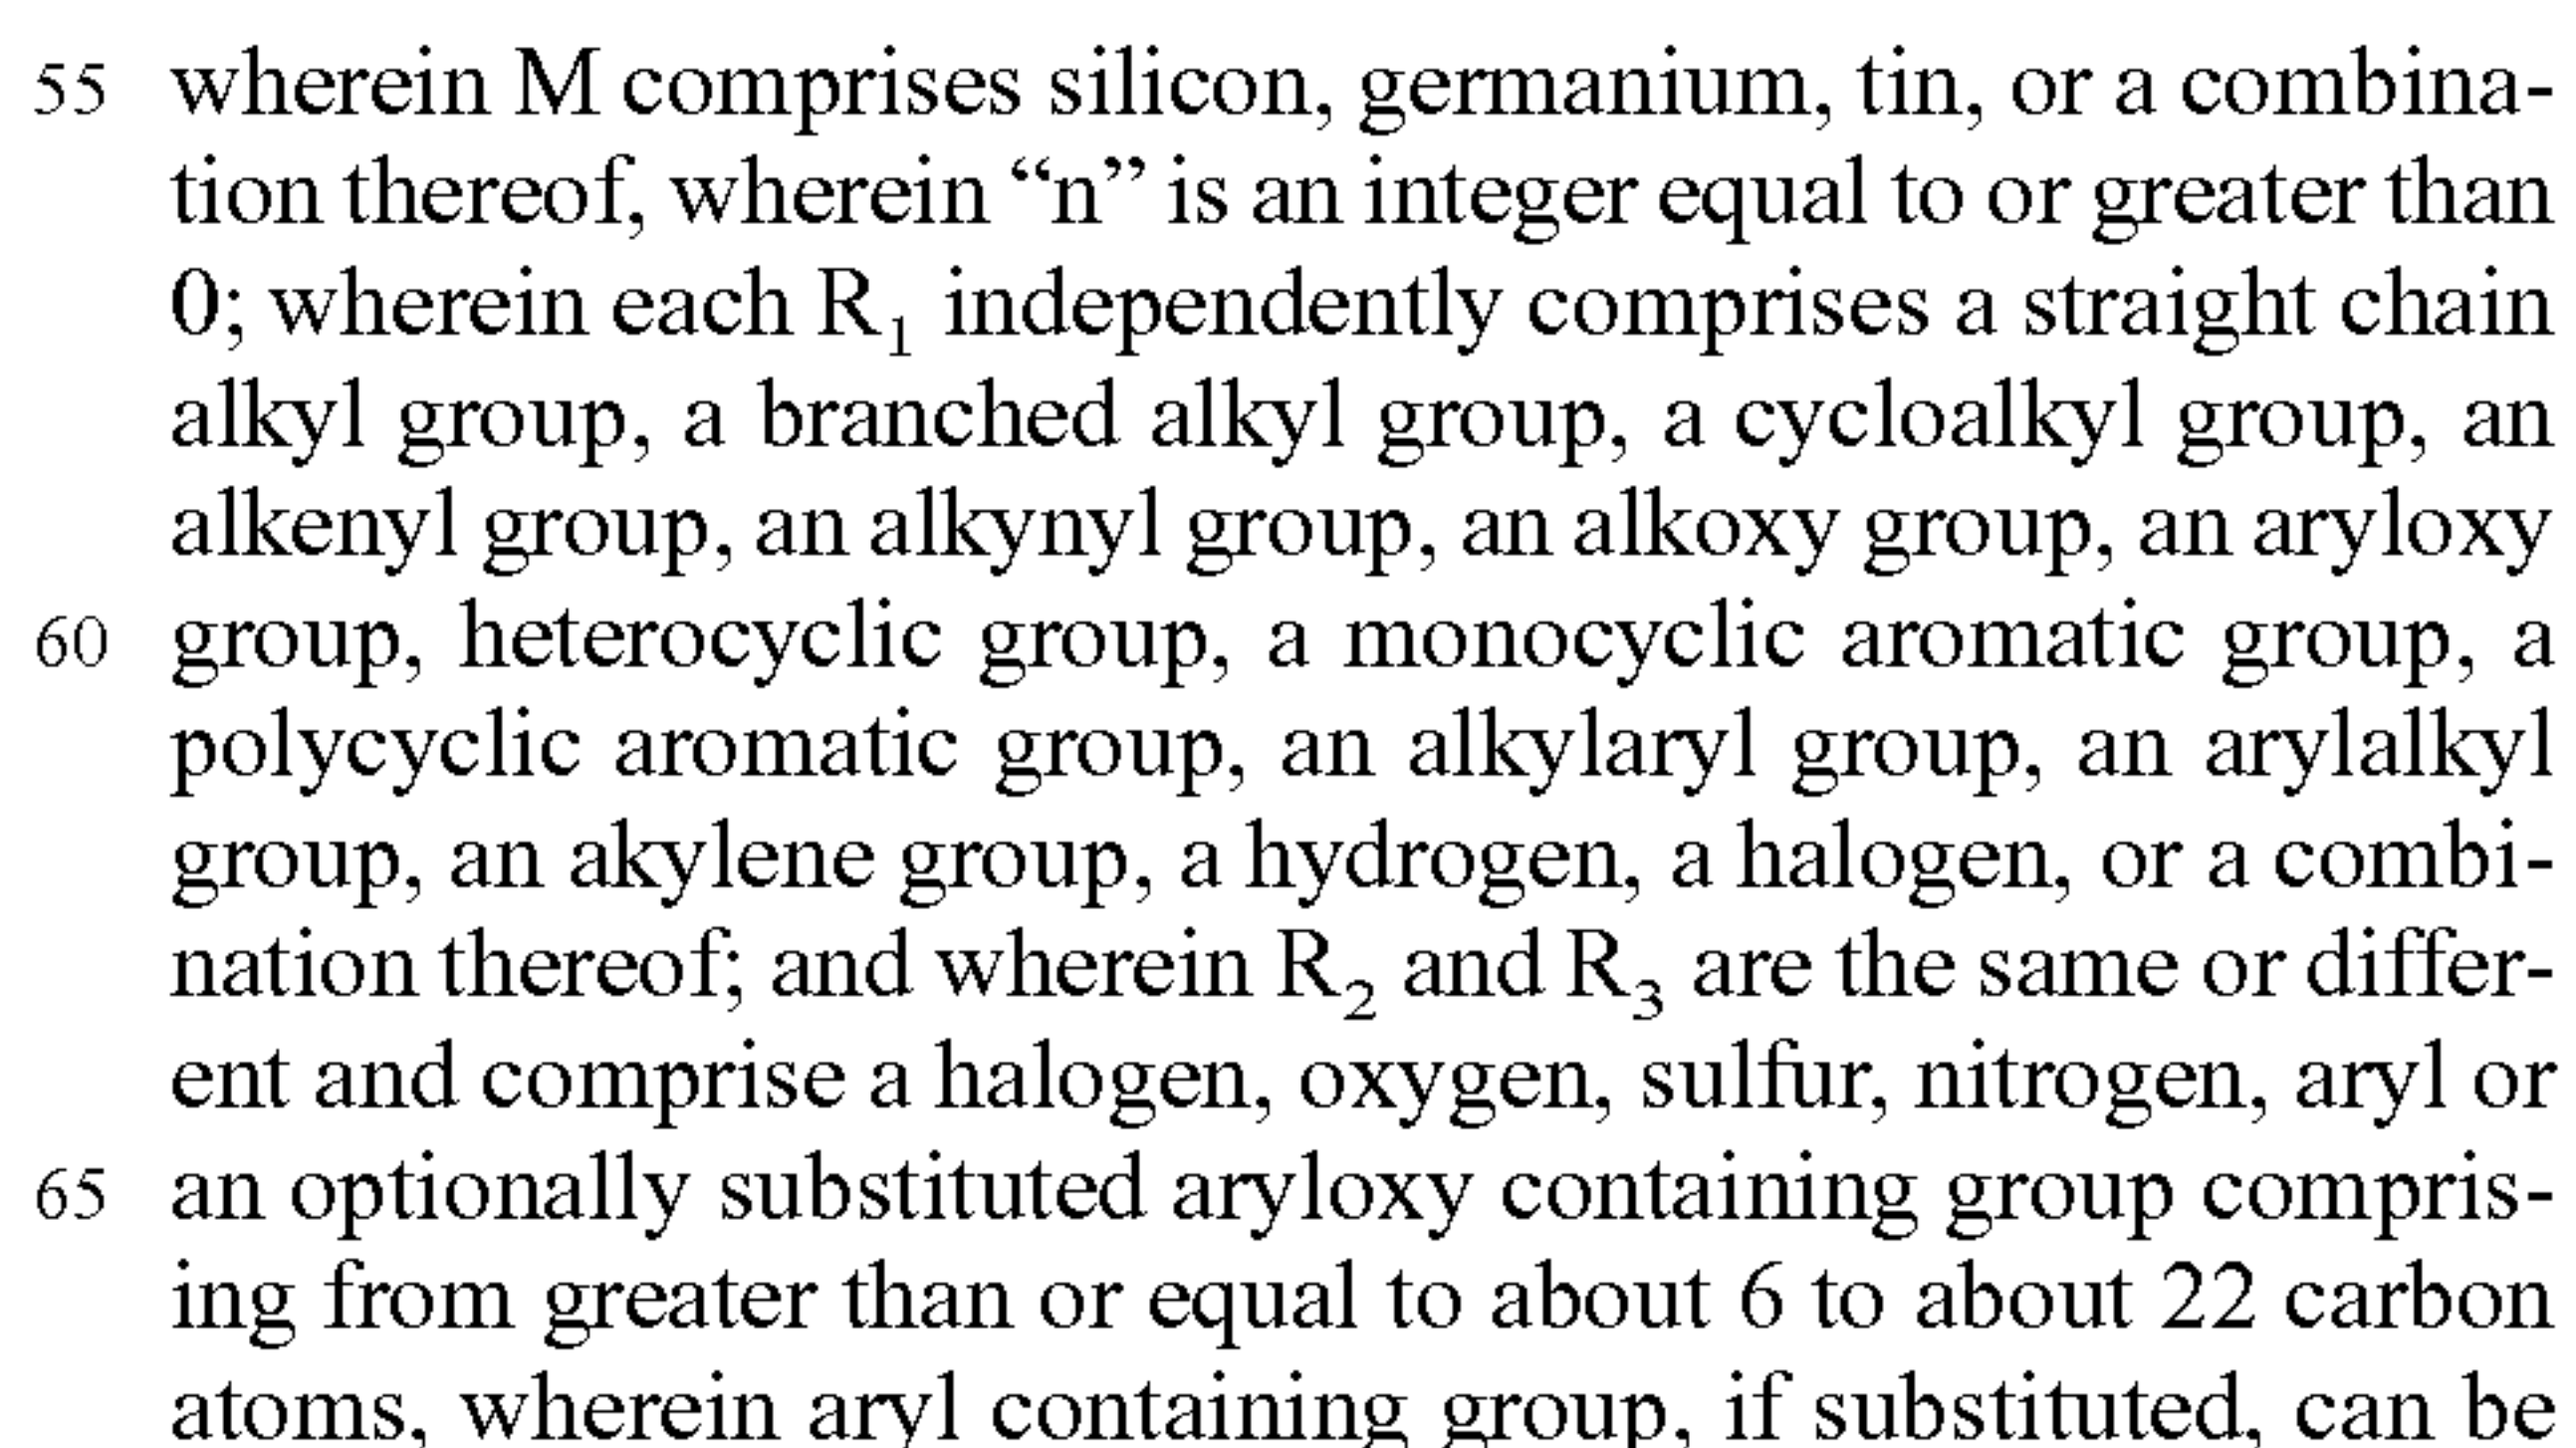 55 wherein M comprises silicon, germanium, tin, or a combina-
tion thereof, wherein “n” is an integer equal to or greater than
0; wherein each R₁ independently comprises a straight chain
alkyl group, a branched alkyl group, a cycloalkyl group, an
alkenyl group, an alkynyl group, an alkoxy group, an aryloxy
60 group, heterocyclic group, a monocyclic aromatic group, a
polycyclic aromatic group, an alkylaryl group, an arylalkyl
group, an akylene group, a hydrogen, a halogen, or a combi-
nation thereof; and wherein R₂ and R₃ are the same or differ-
ent and comprise a halogen, oxygen, sulfur, nitrogen, aryl or
65 an optionally substituted aryloxy containing group compris-
ing from greater than or equal to about 6 to about 22 carbon
atoms, wherein aryl containing group, if substituted, can be